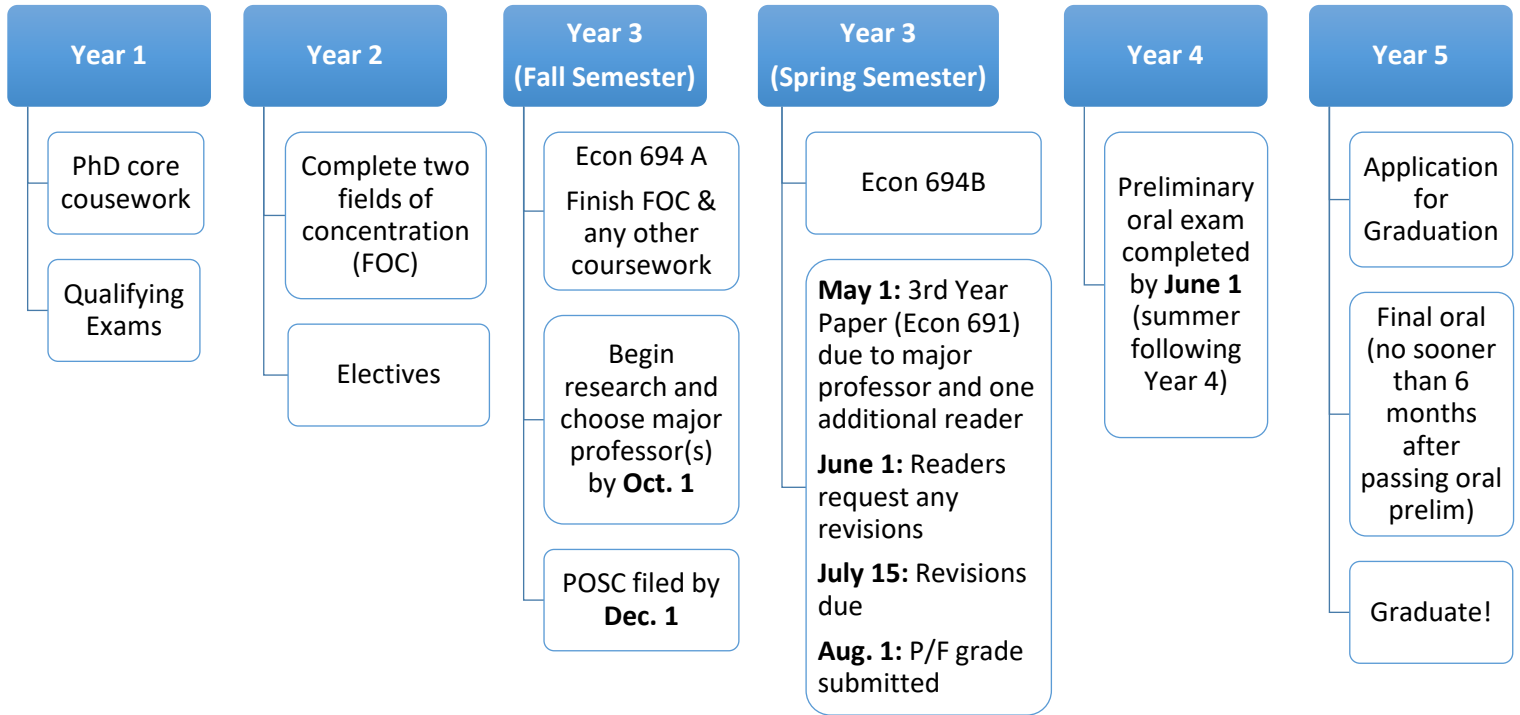 Year 1
PhD core
cousework
Qualifying
Exams
Year 2
Complete two
fields of
concentration
(FOC)
Electives
Year 3
(Fall Semester)
Econ 694 A
Finish FOC &
any other
coursework
Begin
research and
choose major
professor(s)
by Oct. 1
POSC filed by
Dec. 1
Year 3
(Spring Semester)
Econ 694B
May 1: 3rd Year
Paper (Econ 691)
due to major
professor and one
additional reader
June 1: Readers
request any
revisions
July 15: Revisions
due
Aug. 1: P/F grade
submitted
Year 4
Preliminary
oral exam
completed
by June 1
(summer
following
Year 4)
Year 5
Application
for
Graduation
Final oral
(no sooner
than 6
months
after
passing oral
prelim)
Graduate!